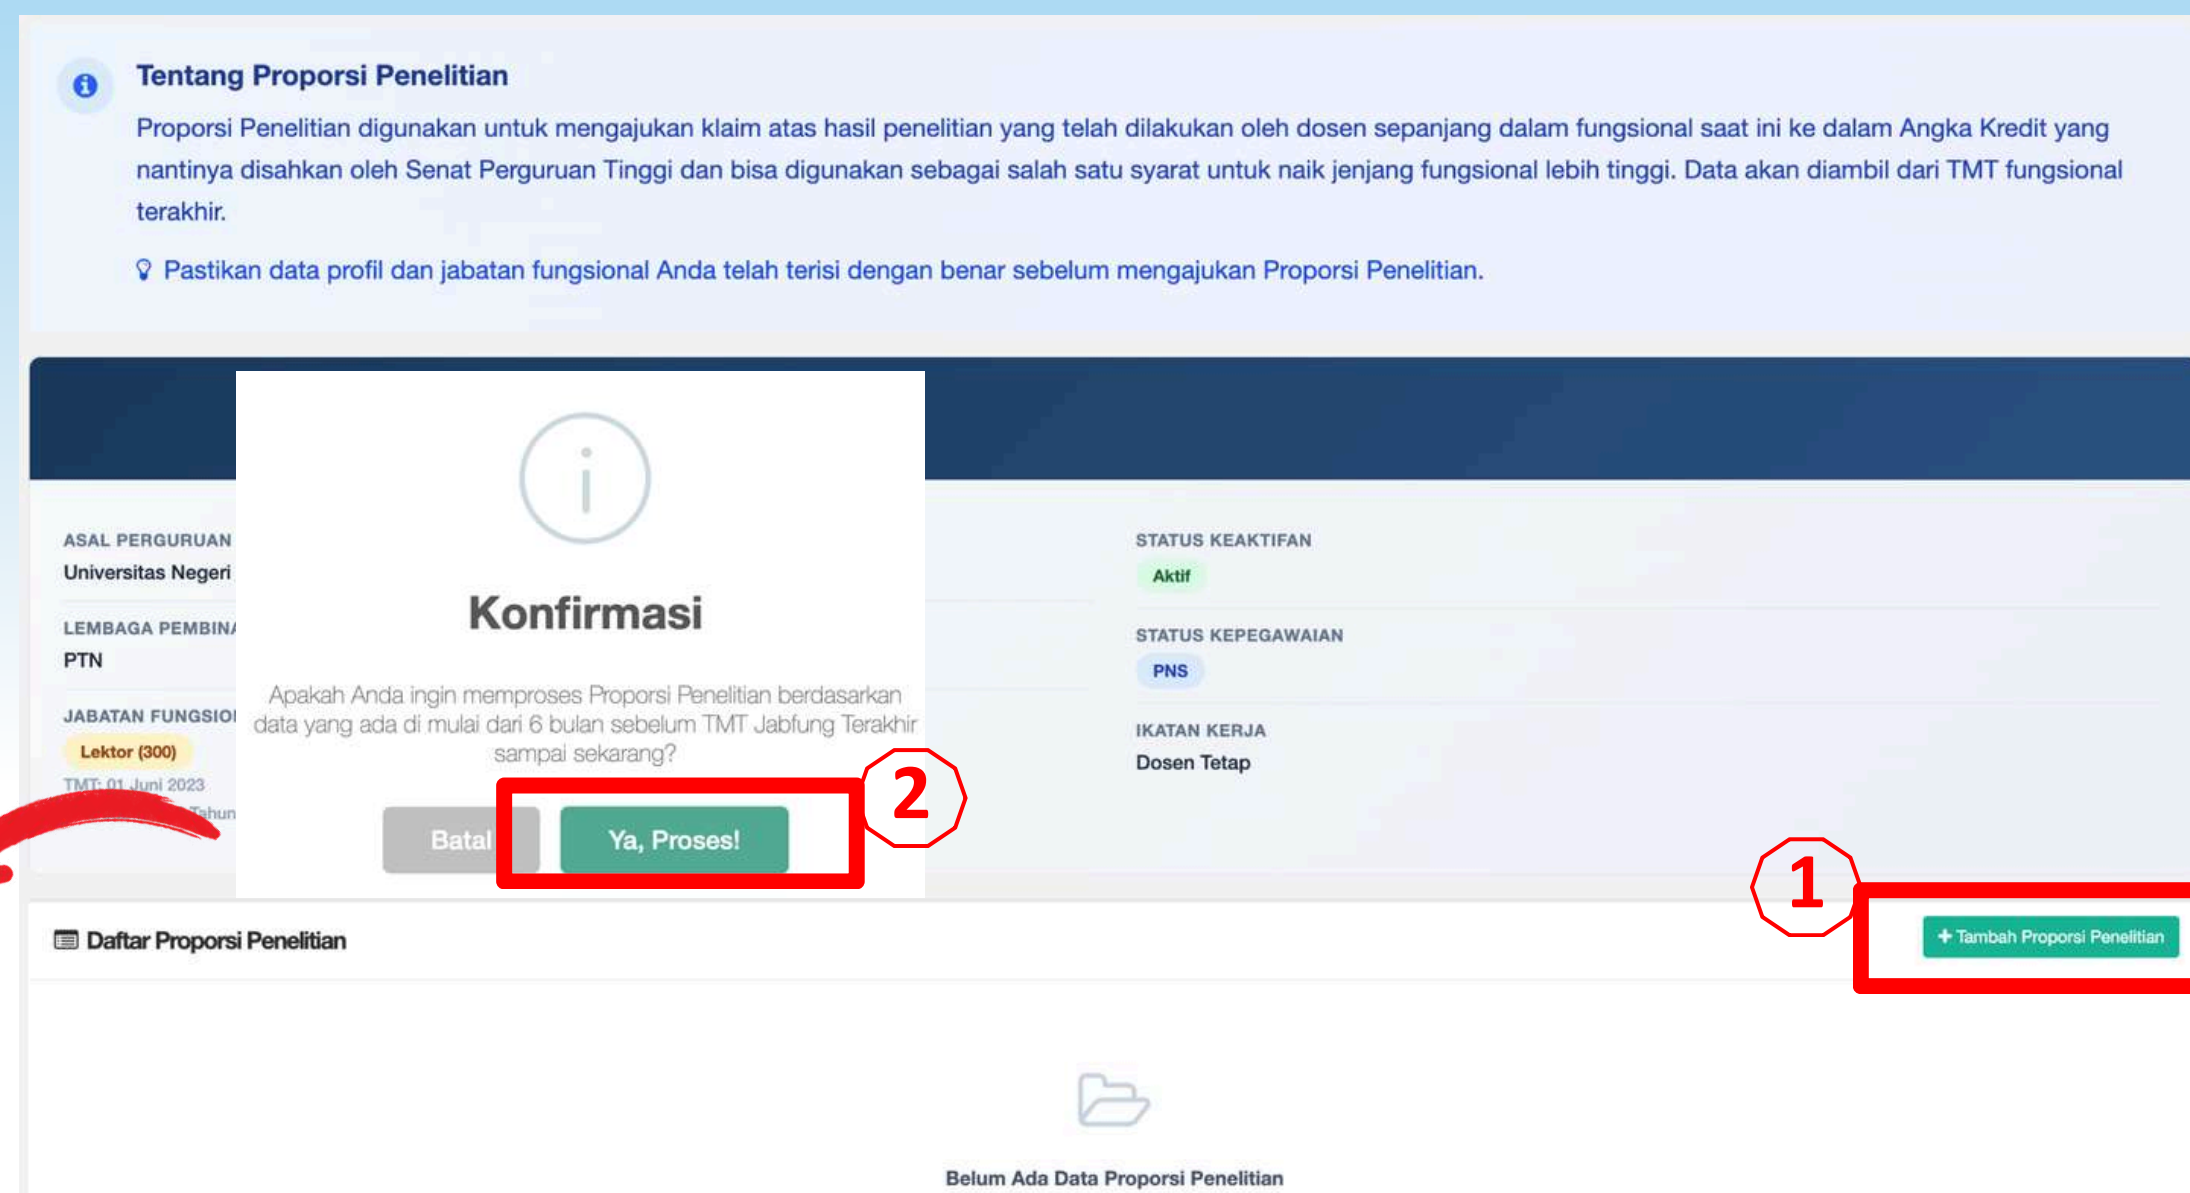 Tentang Proporsi Penelitian
Proporsi Penelitian digunakan untuk mengajukan klaim atas hasil penelitian yang telah dilakukan oleh dosen sepanjang dalam fungsional saat ini ke dalam Angka Kredit yang
nantinya disahkan oleh Senat Perguruan Tinggi dan bisa digunakan sebagai salah satu syarat untuk naik jenjang fungsional lebih tinggi. Data akan diambil dari TMT fungsional
terakhir.
Pastikan data profil dan jabatan fungsional Anda telah terisi dengan benar sebelum mengajukan Proporsi Penelitian.
ASAL PERGURUAN
Universitas Negeri
LEMBAGA PEMBINA
PTN
JABATAN FUNGSIO
Lektor (300)
TMT: 01 Juni 2023
Tahun
Konfirmasi
Apakah Anda ingin memproses Proporsi Penelitian berdasarkan
data yang ada di mulai dari 6 bulan sebelum TMT Jabfung Terakhir
sampai sekarang?
Batal
Ya, Proses!
2
STATUS KEAKTIFAN
Aktif
STATUS KEPEGAWAIAN
PNS
IKATAN KERJA
Dosen Tetap
1
Daftar Proporsi Penelitian
+ Tambah Proporsi Penelitian
Belum Ada Data Proporsi Penelitian